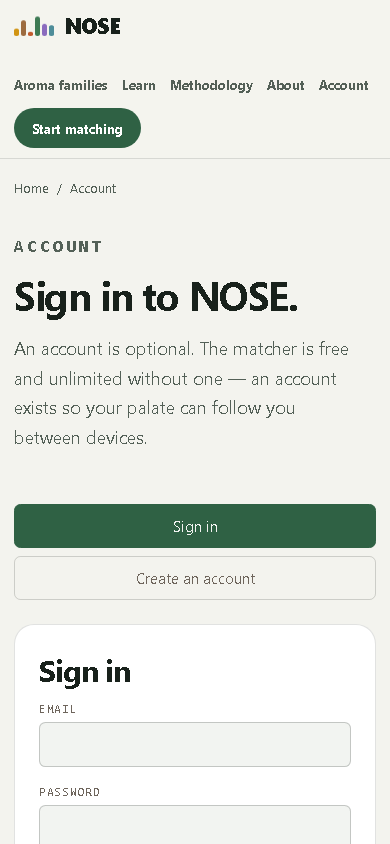 NOSE
Aroma families Learn Methodology About Account
Start matching
Home / Account
ACCOUNT
Sign in to NOSE.
An account is optional. The matcher is free
and unlimited without one — an account
exists so your palate can follow you
between devices.
Sign in
Create an account
Sign in
EMAIL
PASSWORD